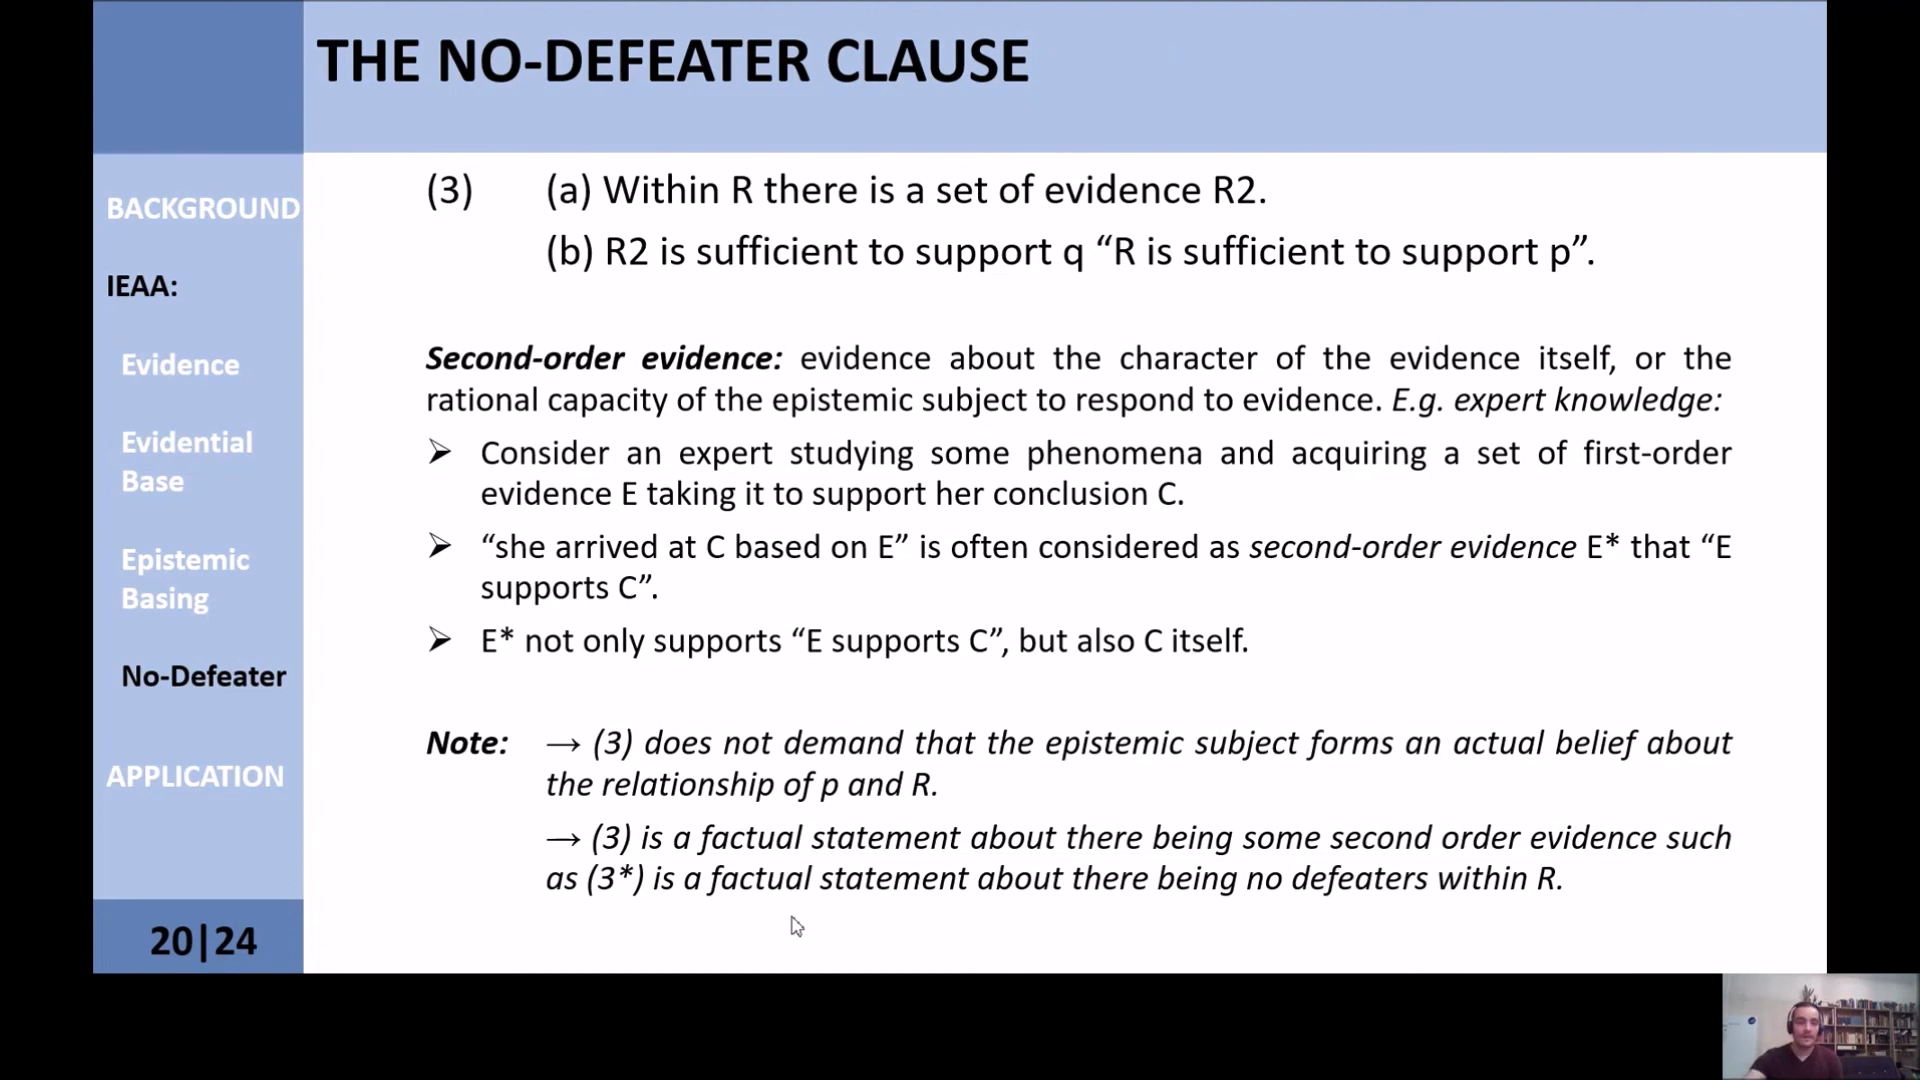 THE NO-DEFEATER CLAUSE
BACKGROUND
IEAA:
Evidence
Evidential
Base
Epistemic
Basing
No-Defeater
APPLICATION
20|24
(3) (a) Within R there is a set of evidence R2.
(b) R2 is sufficient to support q “R is sufficient to support p”.
Second-order evidence: evidence about the character of the evidence itself, or the
rational capacity of the epistemic subject to respond to evidence. E.g. expert knowledge:
➢ Consider an expert studying some phenomena and acquiring a set of first-order
evidence E taking it to support her conclusion C.
➢ “she arrived at C based on E” is often considered as second-order evidence E* that “E
supports C”.
➢ E* not only supports “E supports C”, but also C itself.
Note: → (3) does not demand that the epistemic subject forms an actual belief about
the relationship of p and R.
→ (3) is a factual statement about there being some second order evidence such
as (3*) is a factual statement about there being no defeaters within R.